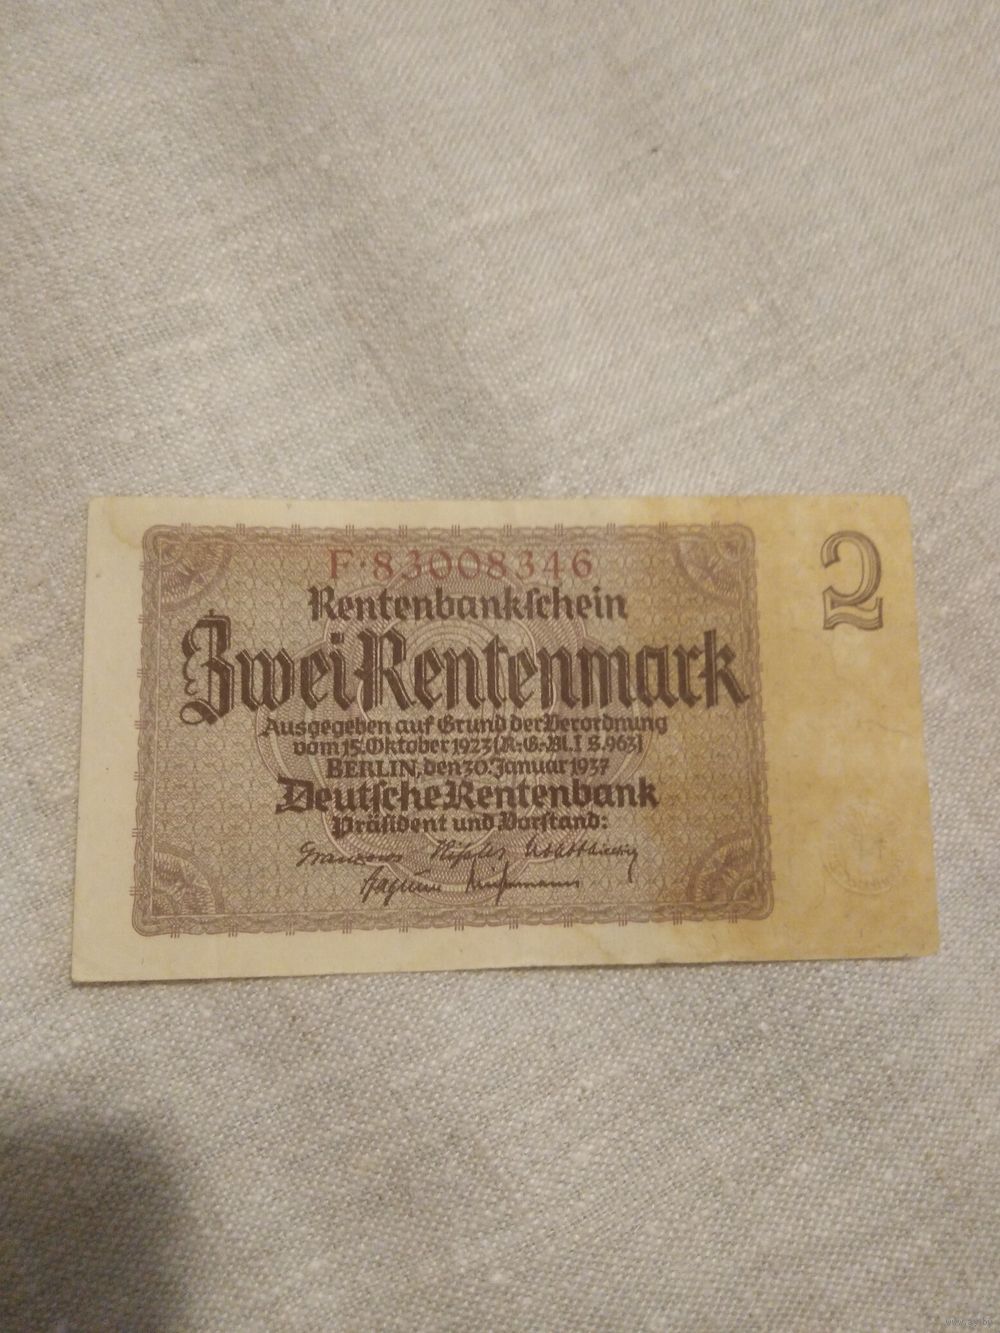 F·83008346
Rentenbankschein
Zwei Rentenmark
2
Ausgegeben auf Grund der Verordnung
vom 15. Oktober 1923 (R.-G.-Bl. I S. 963)
BERLIN, den 30. Januar 1937
Deutsche Rentenbank
Präsident und Vorstand: